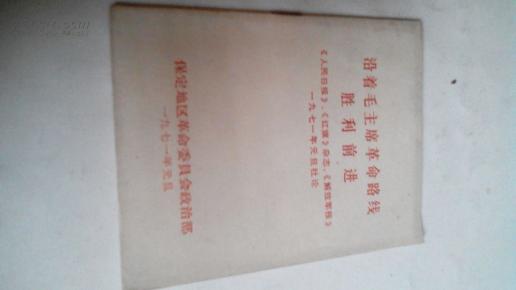 沿着毛主席革命路线
胜利前进
《人民日报》、《红旗》杂志、《解放军报》
一九七一年元旦社论
保定地区革命委员会政治部
一九七一年元旦